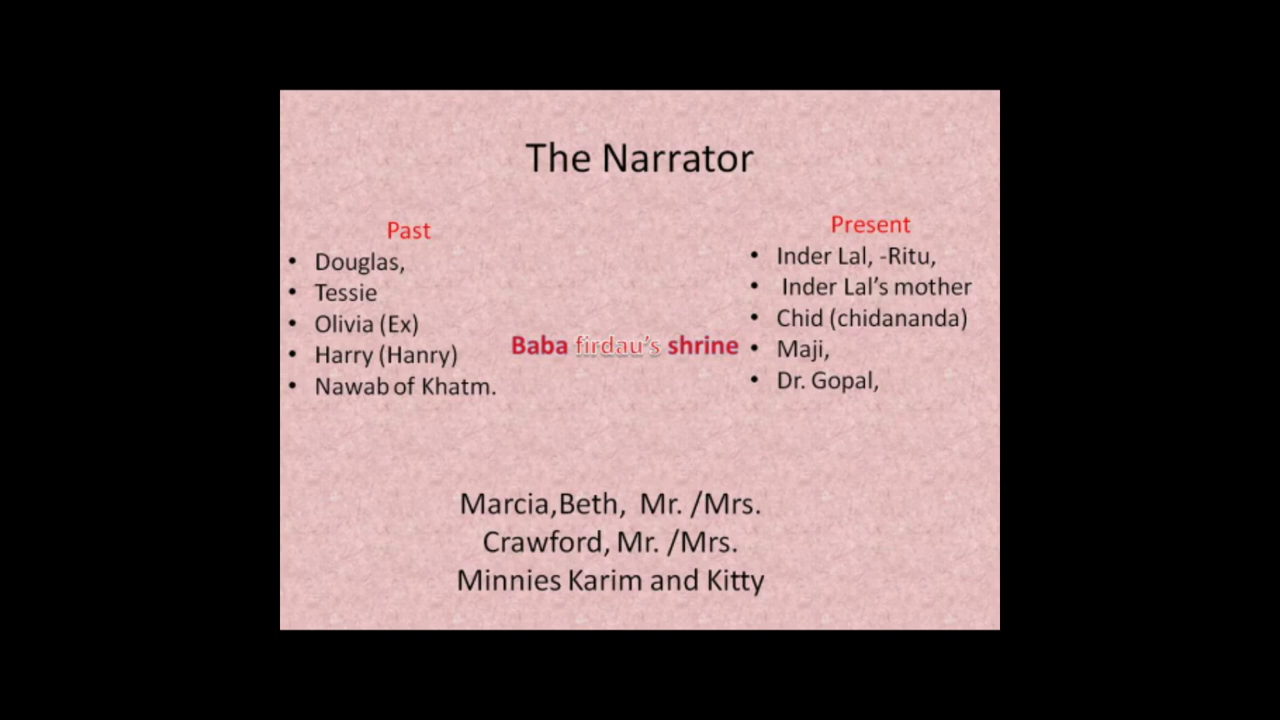 The Narrator
Past
• Douglas,
• Tessie
• Olivia (Ex)
• Harry (Hanry)
• Nawab of Khatm.
Baba firdau's shrine
Present
• Inder Lal, -Ritu,
• Inder Lal’s mother
• Chid (chidananda)
• Maji,
• Dr. Gopal,
Marcia,Beth, Mr. /Mrs.
Crawford, Mr. /Mrs.
Minnies Karim and Kitty